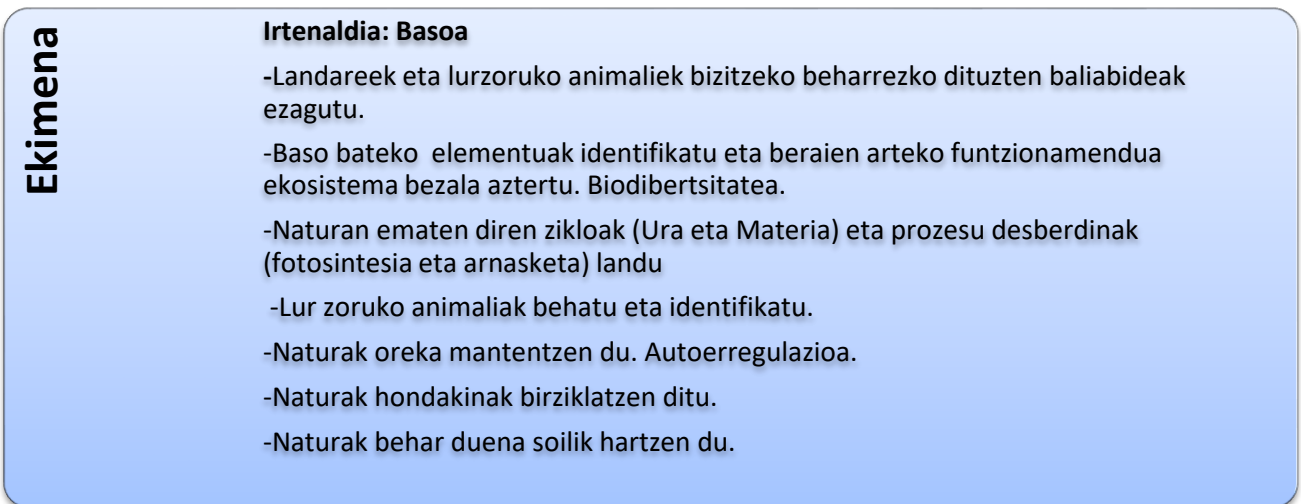 Ekimena
Irtenaldia: Basoa
-Landareek eta lurzoruko animaliek bizitzeko beharrezko dituzten baliabideak
ezagutu.
-Baso bateko  elementuak identifikatu eta beraien arteko funtzionamendua
ekosistema bezala aztertu. Biodibertsitatea.
-Naturan ematen diren zikloak (Ura eta Materia) eta prozesu desberdinak
(fotosintesia eta arnasketa) landu
-Lur zoruko animaliak behatu eta identifikatu.
-Naturak oreka mantentzen du. Autoerregulazioa.
-Naturak hondakinak birziklatzen ditu.
-Naturak behar duena soilik hartzen du.